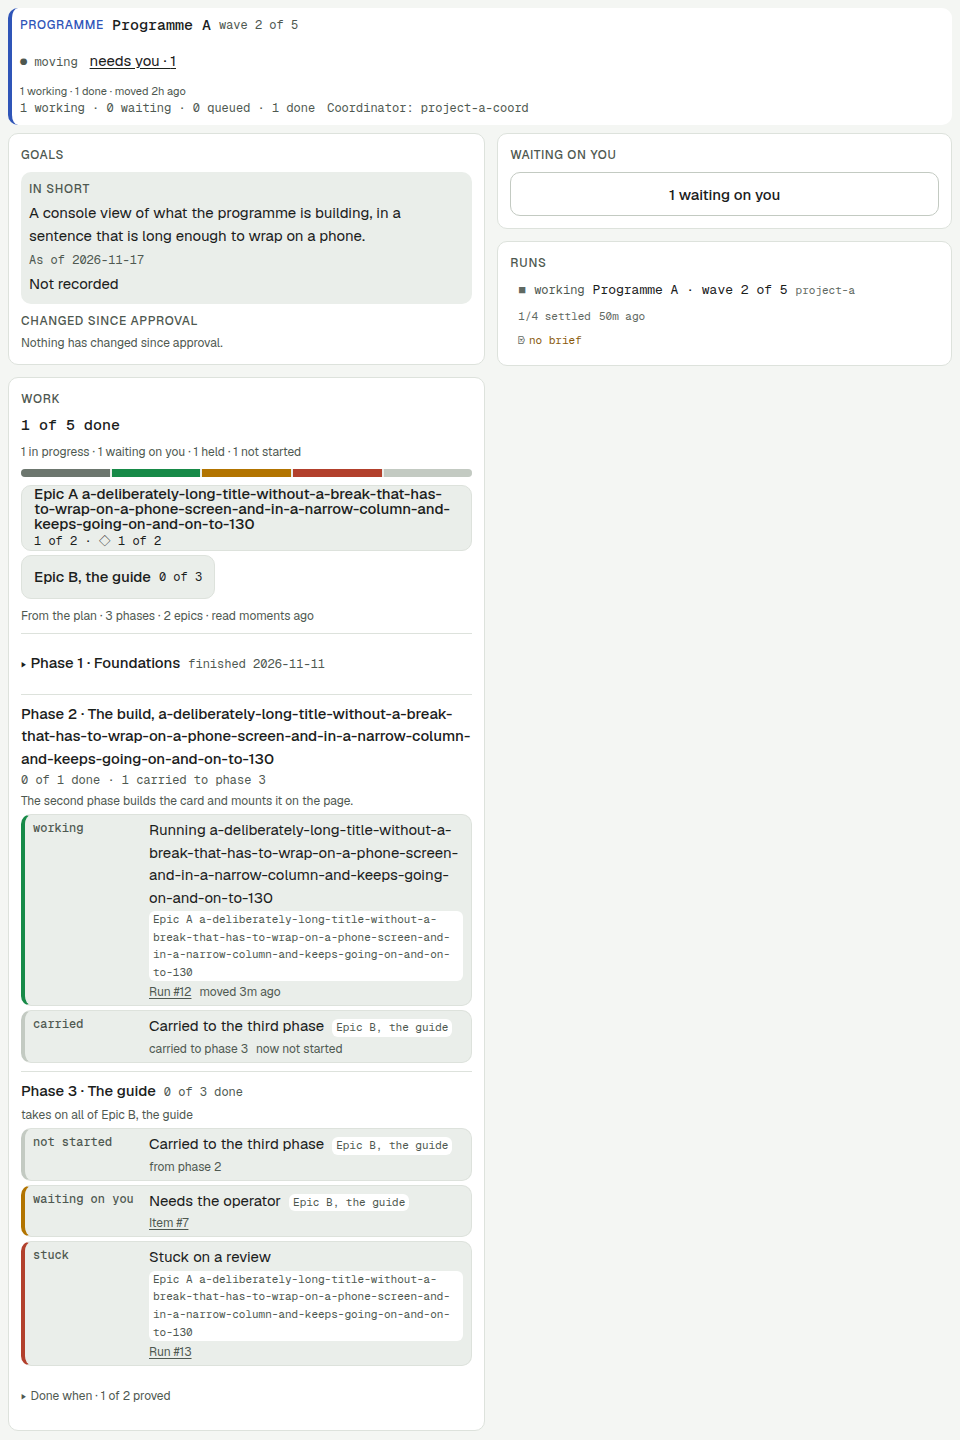 PROGRAMME Programme A wave 2 of 5
● moving needs you · 1
1 working · 1 done · moved 2h ago
1 working · 0 waiting · 0 queued · 1 done Coordinator: project-a-coord
GOALS
IN SHORT
A console view of what the programme is building, in a
sentence that is long enough to wrap on a phone.
As of 2026-11-17
Not recorded
CHANGED SINCE APPROVAL
Nothing has changed since approval.
WAITING ON YOU
1 waiting on you
RUNS
■ working Programme A · wave 2 of 5 project-a
1/4 settled 50m ago
no brief
WORK
1 of 5 done
1 in progress · 1 waiting on you · 1 held · 1 not started
Epic A a-deliberately-long-title-without-a-break-that-has-
to-wrap-on-a-phone-screen-and-in-a-narrow-column-and-
keeps-going-on-and-on-to-130
1 of 2 · ◇ 1 of 2
Epic B, the guide 0 of 3
From the plan · 3 phases · 2 epics · read moments ago
▸ Phase 1 · Foundations finished 2026-11-11
Phase 2 · The build, a-deliberately-long-title-without-a-break-
that-has-to-wrap-on-a-phone-screen-and-in-a-narrow-column-
and-keeps-going-on-and-on-to-130
0 of 1 done · 1 carried to phase 3
The second phase builds the card and mounts it on the page.
working
Running a-deliberately-long-title-without-a-
break-that-has-to-wrap-on-a-phone-screen-
and-in-a-narrow-column-and-keeps-going-
on-and-on-to-130
Epic A a-deliberately-long-title-without-a-
break-that-has-to-wrap-on-a-phone-screen-and-
in-a-narrow-column-and-keeps-going-on-and-on-
to-130
Run #12 moved 3m ago
carried Carried to the third phase Epic B, the guide
carried to phase 3 now not started
Phase 3 · The guide 0 of 3 done
takes on all of Epic B, the guide
not started Carried to the third phase Epic B, the guide
from phase 2
waiting on you Needs the operator Epic B, the guide
Item #7
stuck Stuck on a review
Epic A a-deliberately-long-title-without-a-
break-that-has-to-wrap-on-a-phone-screen-and-
in-a-narrow-column-and-keeps-going-on-and-on-
to-130
Run #13
▸ Done when · 1 of 2 proved